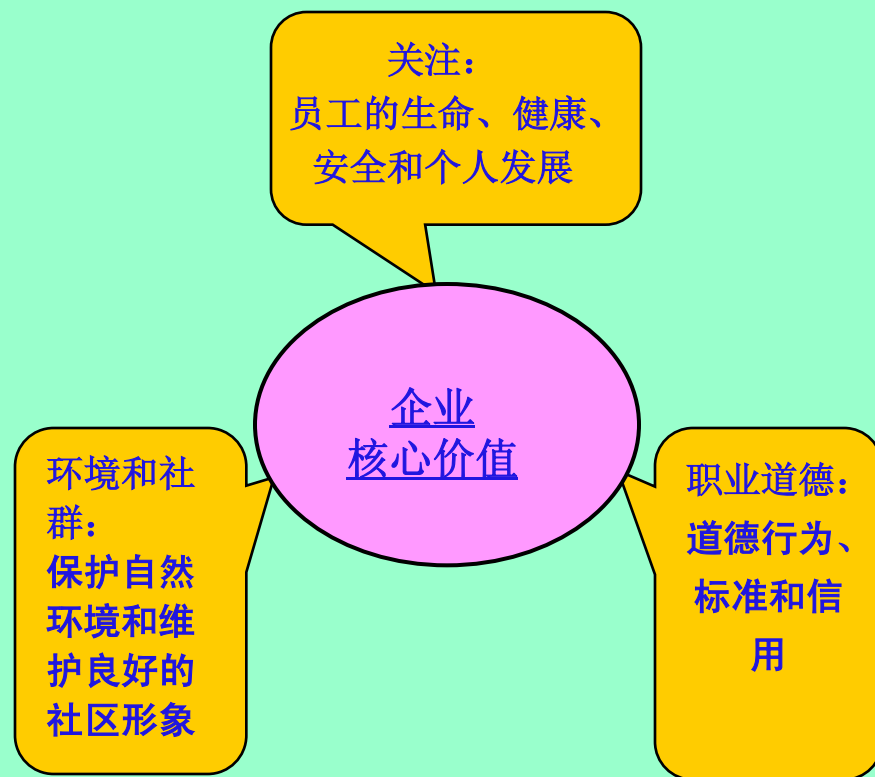 关注：
员工的生命、健康、
安全和个人发展
企业
核心价值
环境和社
群：
保护自然
环境和维
护良好的
社区形象
职业道德：
道德行为、
标准和信
用